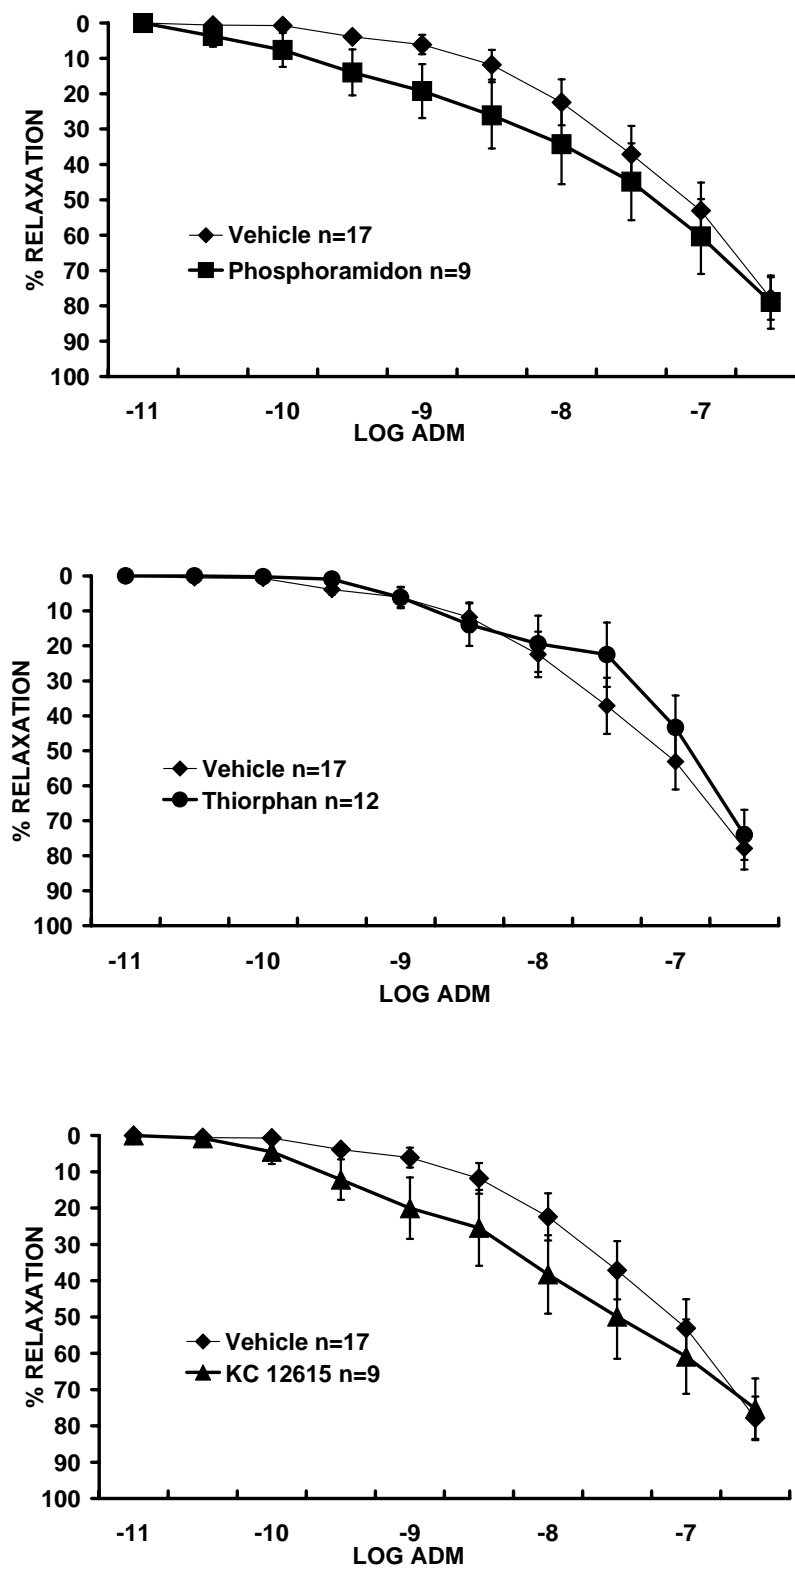 0
10
20
30
40
50
60
70
80
90
100
% RELAXATION
Vehicle n=17
Phosphoramidon n=9
-11 -10 -9 -8 -7
LOG ADM
0
10
20
30
40
50
60
70
80
90
100
% RELAXATION
Vehicle n=17
Thiorphan n=12
-11 -10 -9 -8 -7
LOG ADM
0
10
20
30
40
50
60
70
80
90
100
% RELAXATION
Vehicle n=17
KC 12615 n=9
-11 -10 -9 -8 -7
LOG ADM